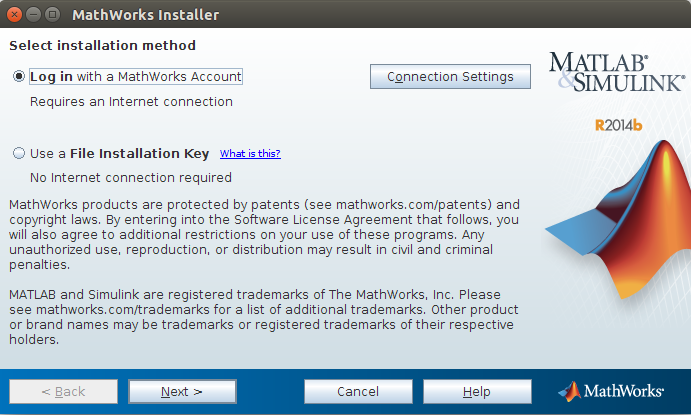 MathWorks Installer
Select installation method
Log in with a MathWorks Account
Connection Settings
Requires an Internet connection
Use a File Installation Key What is this?
No Internet connection required
MathWorks products are protected by patents (see mathworks.com/patents) and
copyright laws. By entering into the Software License Agreement that follows, you
will also agree to additional restrictions on your use of these programs. Any
unauthorized use, reproduction, or distribution may result in civil and criminal
penalties.
MATLAB and Simulink are registered trademarks of The MathWorks, Inc. Please
see mathworks.com/trademarks for a list of additional trademarks. Other product
or brand names may be trademarks or registered trademarks of their respective
holders.
MATLAB®
&SIMULINK®
R2014b
< Back Next > Cancel Help MathWorks®